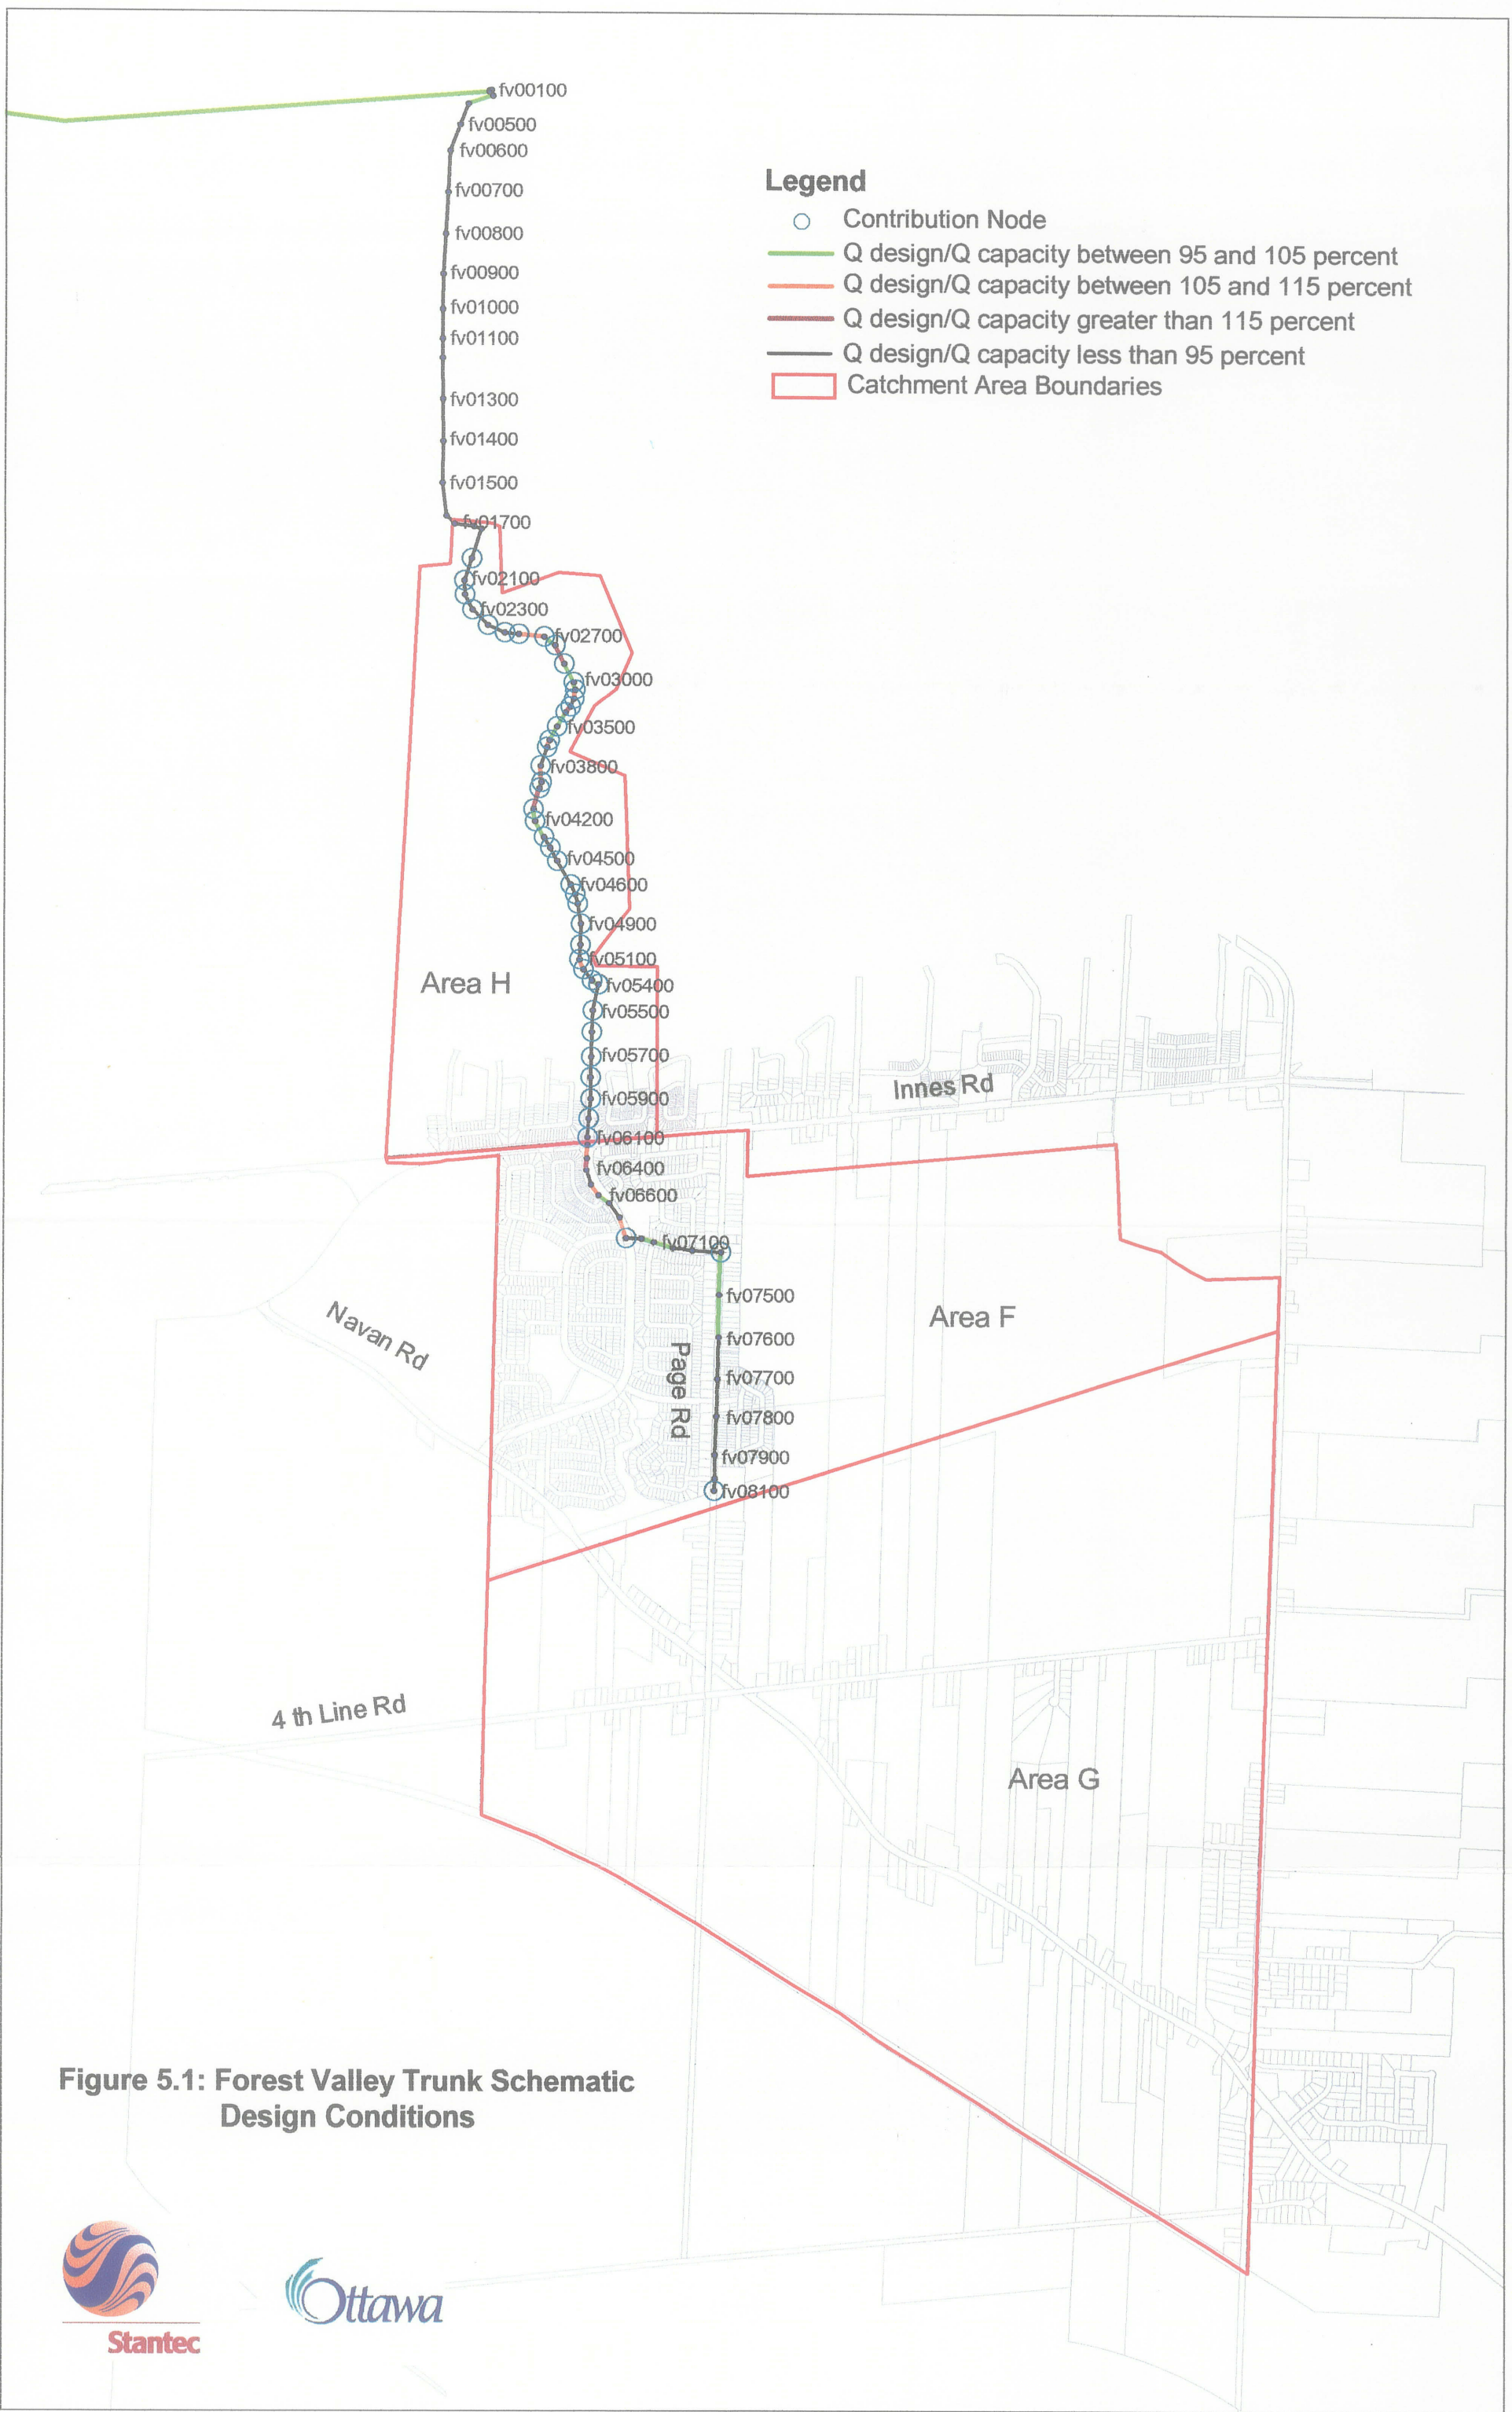 fv00100
fv00500
fv00600
fv00700
fv00800
fv00900
fv01000
fv01100
fv01300
fv01400
fv01500
fv01700
fv02100
fv02300
fv02700
fv03000
fv03500
fv03800
fv04200
fv04500
fv04600
fv04900
fv05100
fv05400
fv05500
fv05700
fv05900
fv06100
fv06400
fv06600
fv07100
fv07500
fv07600
fv07700
fv07800
fv07900
fv08100
Legend
Contribution Node
Q design/Q capacity between 95 and 105 percent
Q design/Q capacity between 105 and 115 percent
Q design/Q capacity greater than 115 percent
Q design/Q capacity less than 95 percent
Catchment Area Boundaries
Area H
Innes Rd
Navan Rd
Page Rd
Area F
4 th Line Rd
Area G
Figure 5.1: Forest Valley Trunk Schematic
Design Conditions
Stantec
Ottawa